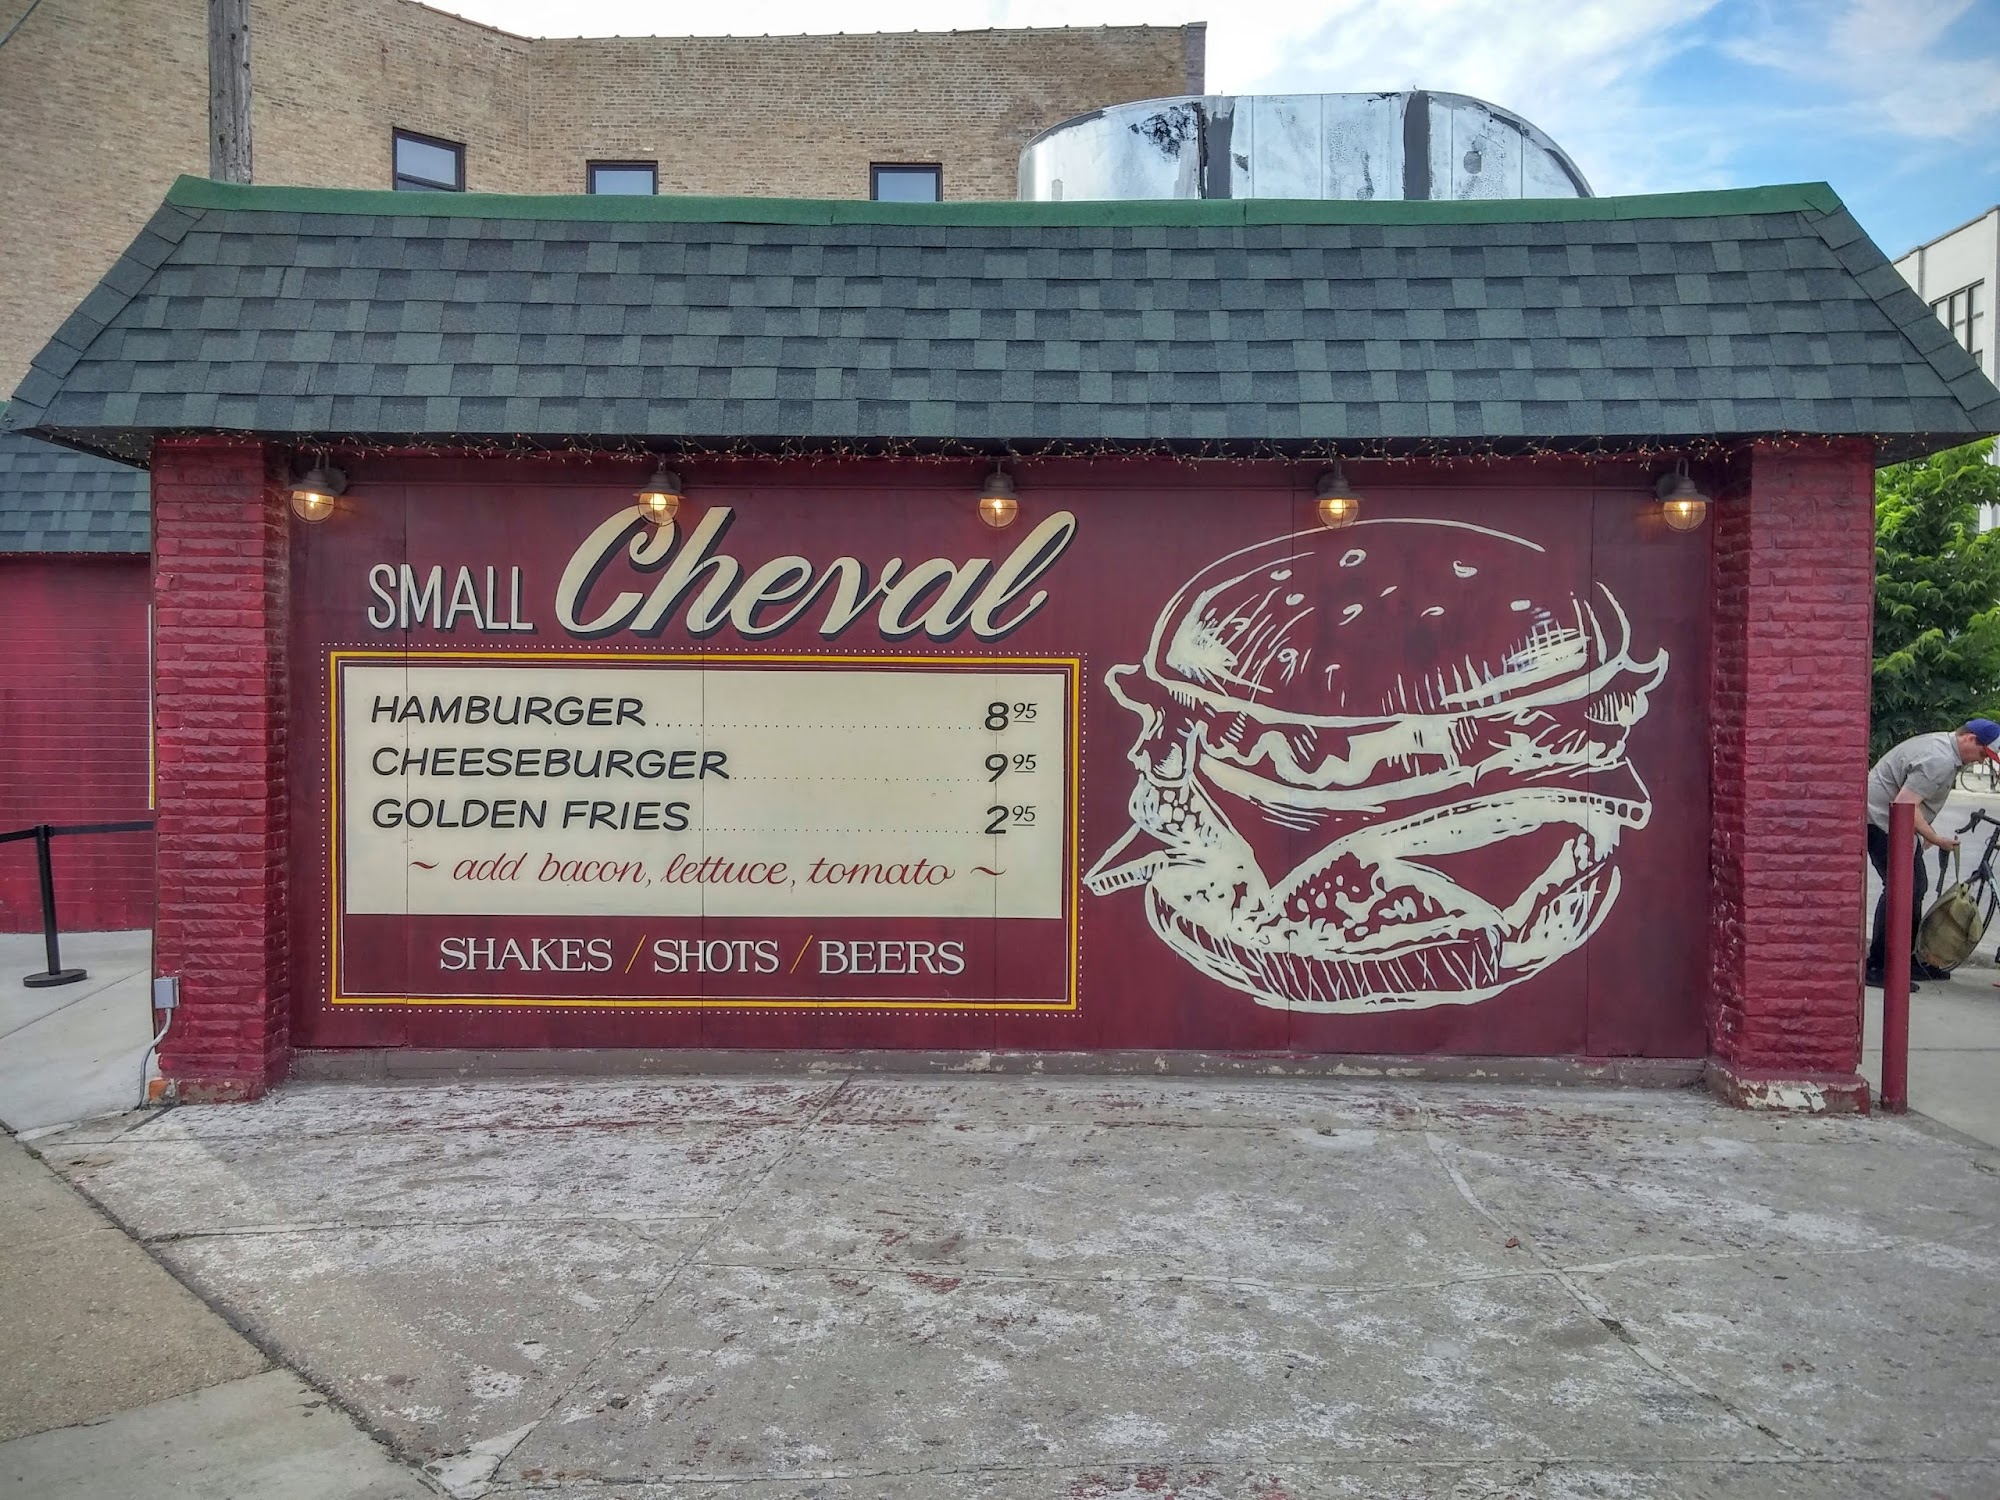 SMALL Cheval
HAMBURGER 8 95
CHEESEBURGER 9 95
GOLDEN FRIES 2 95
~ add bacon, lettuce, tomato ~
SHAKES / SHOTS / BEERS